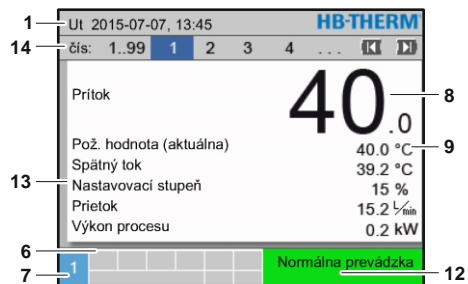 1 Ut 2015-07-07, 13:45 HB-THERM
14 čís: 1..99 1 2 3 4 ...
Prítok 40.0 8
Pož. hodnota (aktuálna) 40.0 °C 9
Spätný tok 39.2 °C
13 Nastavovací stupeň 15 %
Prietok 15.2 L/min
Výkon procesu 0.2 kW
6
7 1 Normálna prevádzka 12